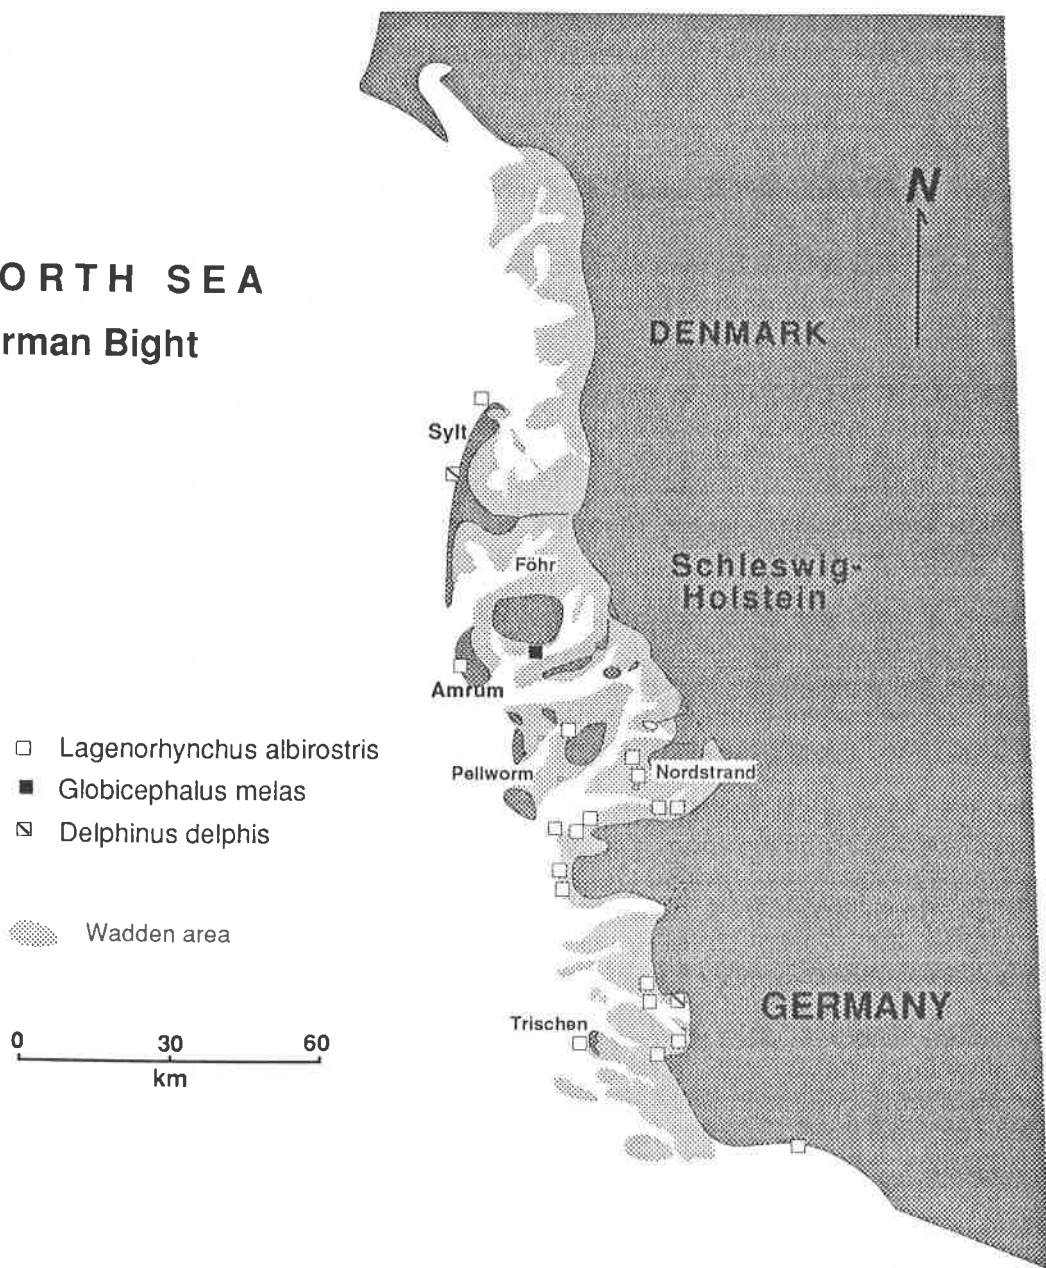 N
ORTH SEA
rman Bight
DENMARK
Sylt
Föhr
Schleswig-
Holstein
Amrum
Lagenorhynchus albirostris
Pellworm
Nordstrand
Globicephalus melas
Delphinus delphis
Wadden area
GERMANY
Trischen
0 30 60
km